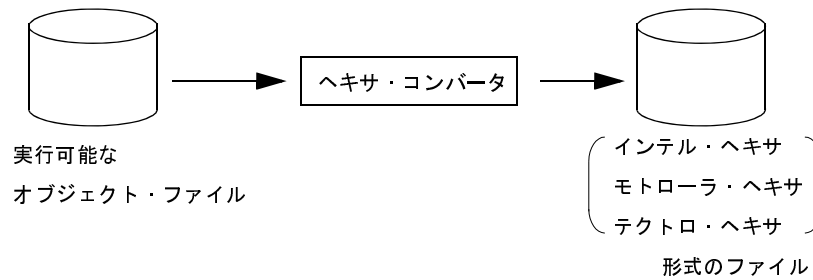 ヘキサ・コンバータ
実行可能な
オブジェクト・ファイル
インテル・ヘキサ
モトローラ・ヘキサ
テクトロ・ヘキサ
形式のファイル